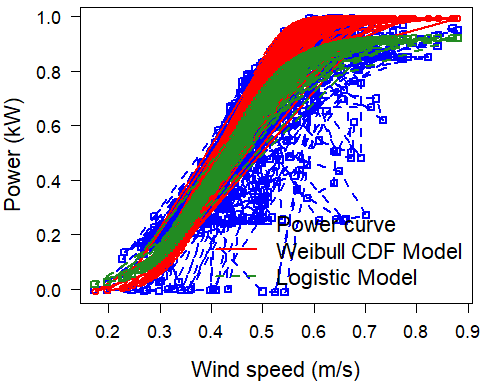 1.0
0.8
0.6
0.4
0.2
0.0
Power (kW)
Power curve
Weibull CDF Model
Logistic Model
0.2 0.3 0.4 0.5 0.6 0.7 0.8 0.9
Wind speed (m/s)